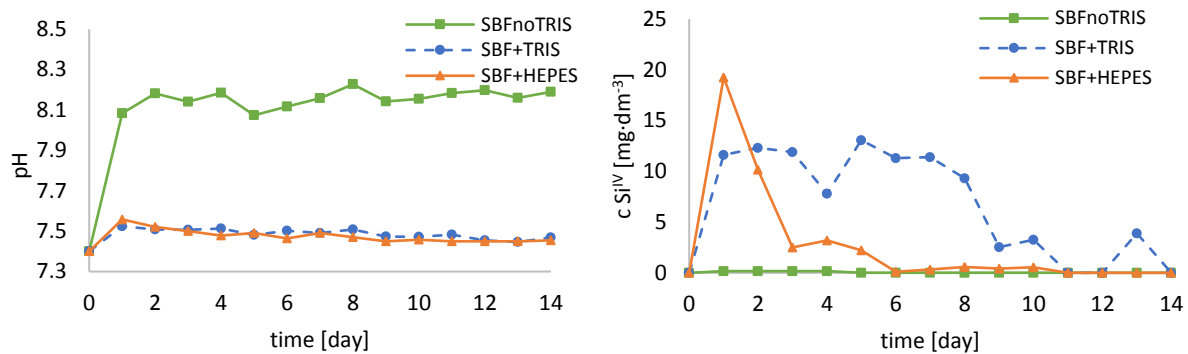 8.5
8.3
8.1
7.9
7.7
7.5
7.3
pH
0 2 4 6 8 10 12 14
time [day]
SBFnoTRIS
SBF+TRIS
SBF+HEPES
25
20
15
10
5
0
c Si^IV [mg·dm^-3]
0 2 4 6 8 10 12 14
time [day]
SBFnoTRIS
SBF+TRIS
SBF+HEPES